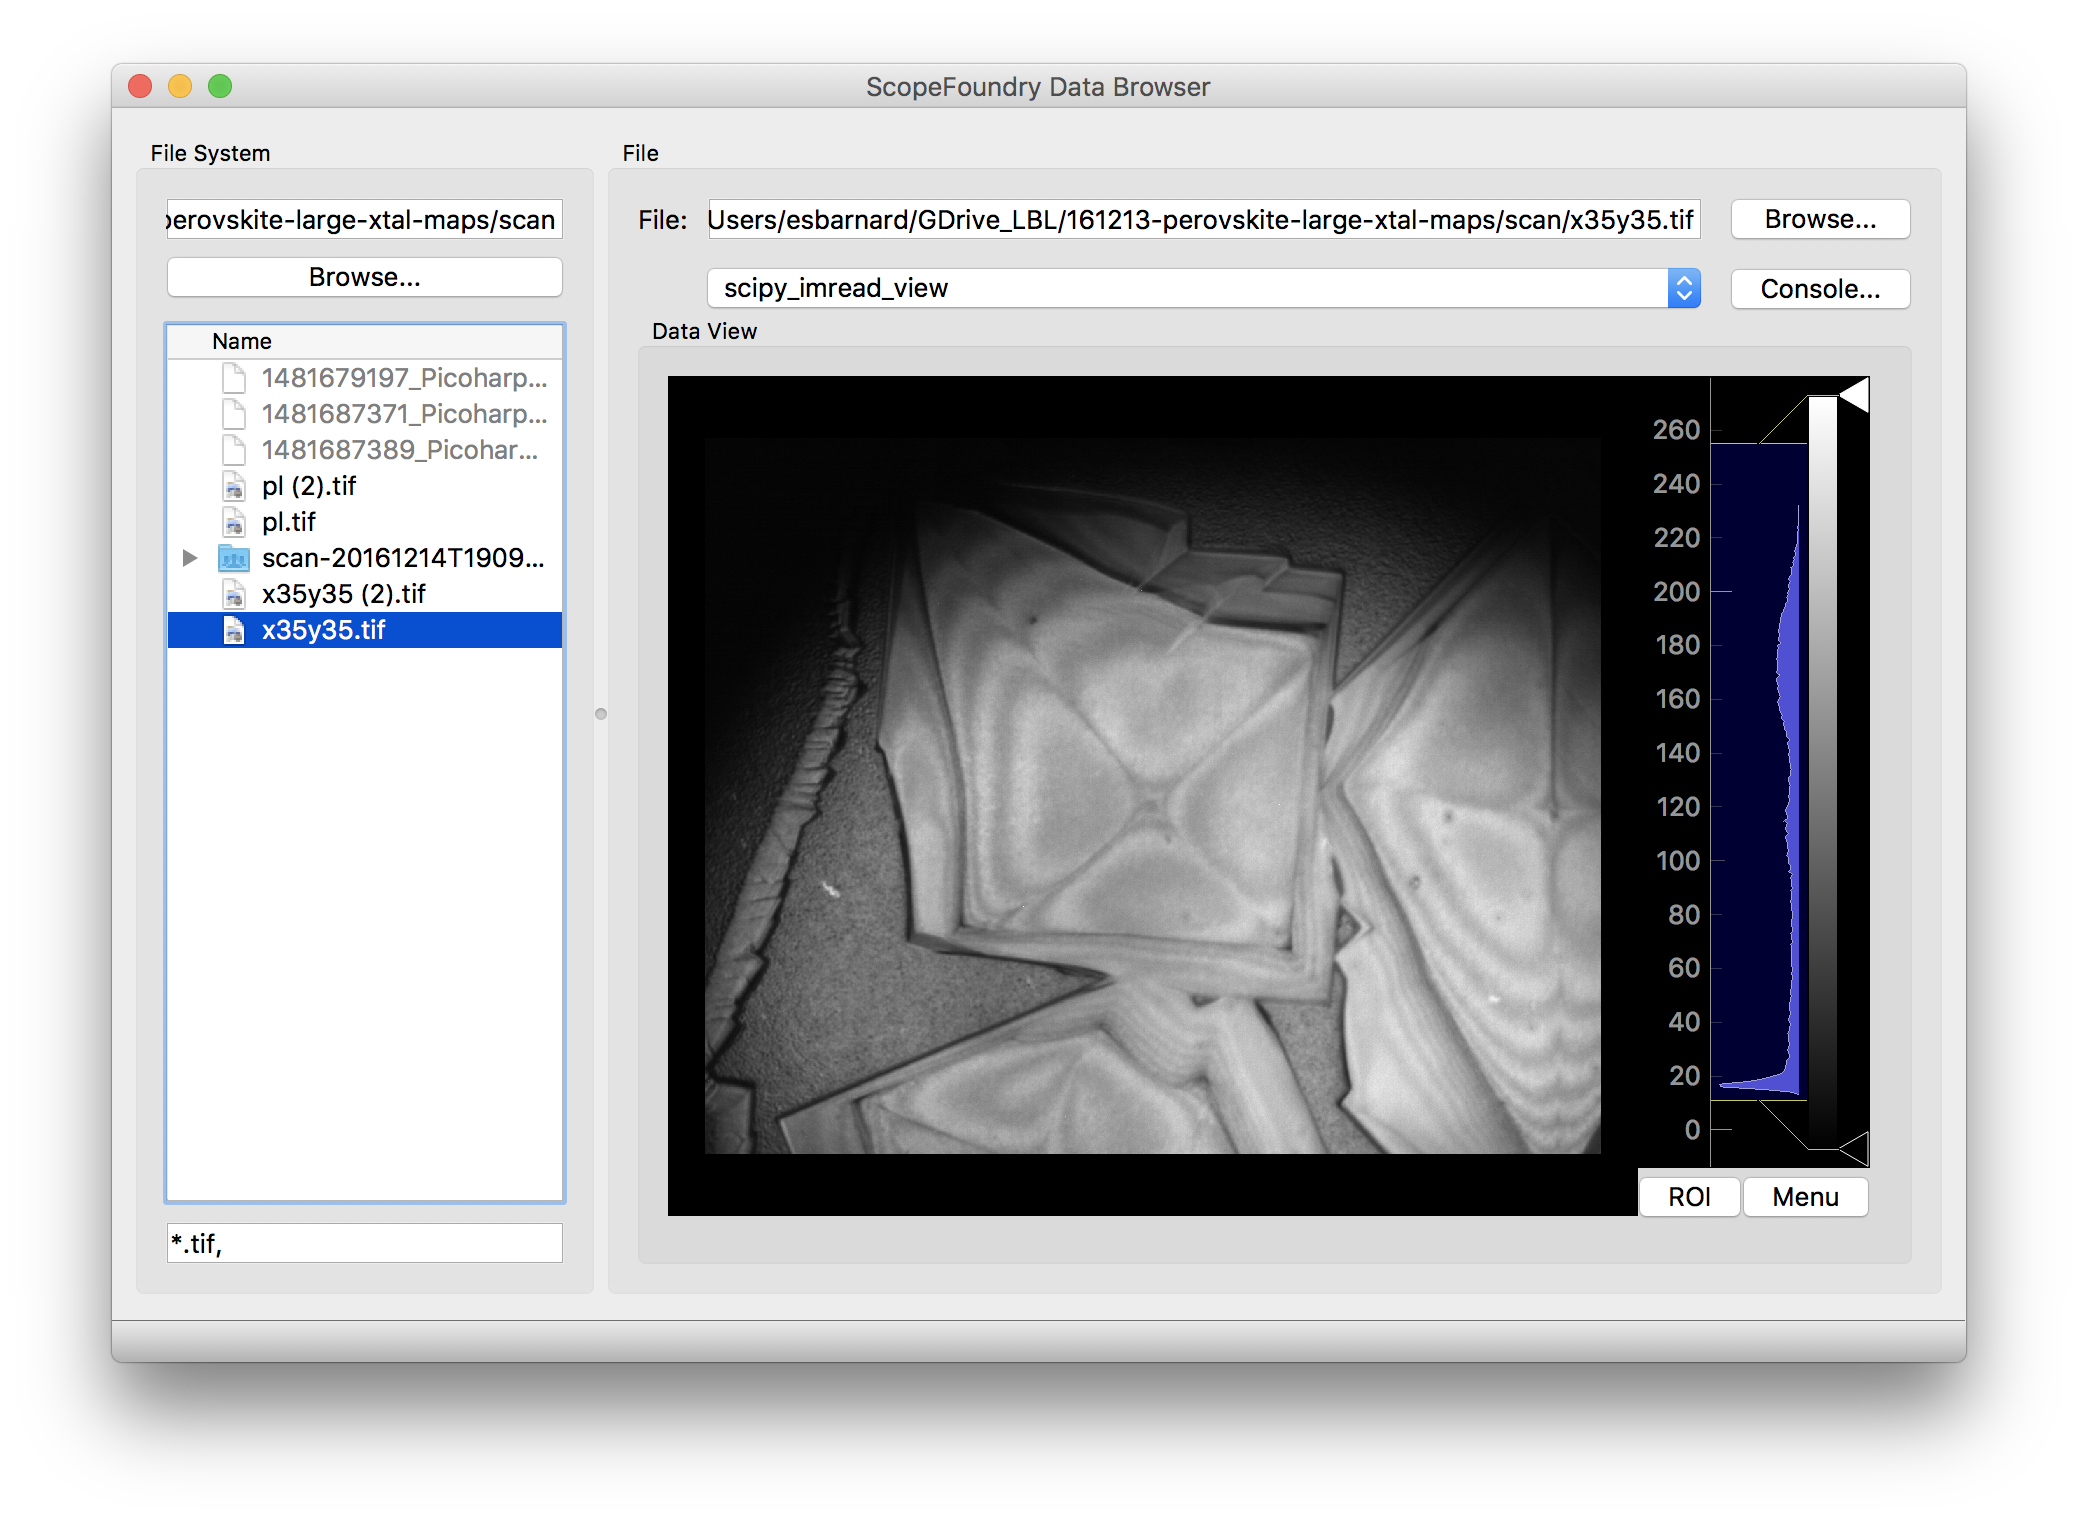 ScopeFoundry Data Browser
File System
perovskite-large-xtal-maps/scan
Browse...
Name
1481679197_Picoharp...
1481687371_Picoharp...
1481687389_Picohar...
pl (2).tif
pl.tif
scan-20161214T1909...
x35y35 (2).tif
x35y35.tif
*.tif,
File
File: Users/esbarnard/GDrive_LBL/161213-perovskite-large-xtal-maps/scan/x35y35.tif Browse...
scipy_imread_view Console...
Data View
260
240
220
200
180
160
140
120
100
80
60
40
20
0
ROI Menu